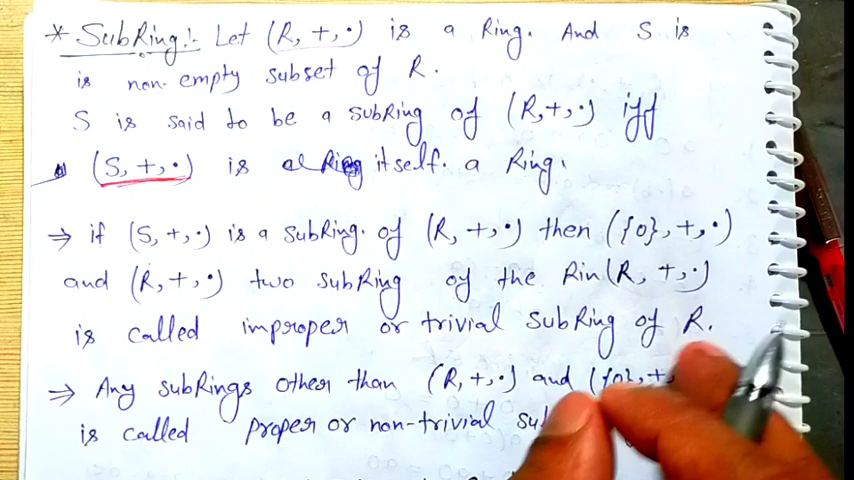 * SubRing:- Let (R, +, •) is a Ring. And S is
is non-empty subset of R.
S is said to be a subRing of (R, +, •) iff
(S, +, •) is itself. a Ring.
⇒ if (S, +, •) is a subRing. of (R, +, •) then ({0}, +, •)
and (R, +, •) two subRing of the Rin(R, +, •)
is called improper or trivial subRing of R.
⇒ Any subRings other than (R, +, •) and ({0}, +,
is called proper or non-trivial su